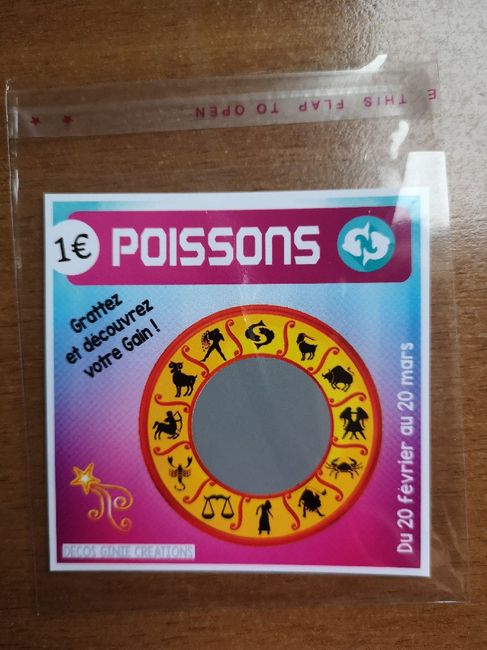 E THIS FLAP TO OPEN
1€ POISSONS
Grattez
et découvrez
votre Gain !
Du 20 février au 20 mars
DECOS GINIE CREATIONS